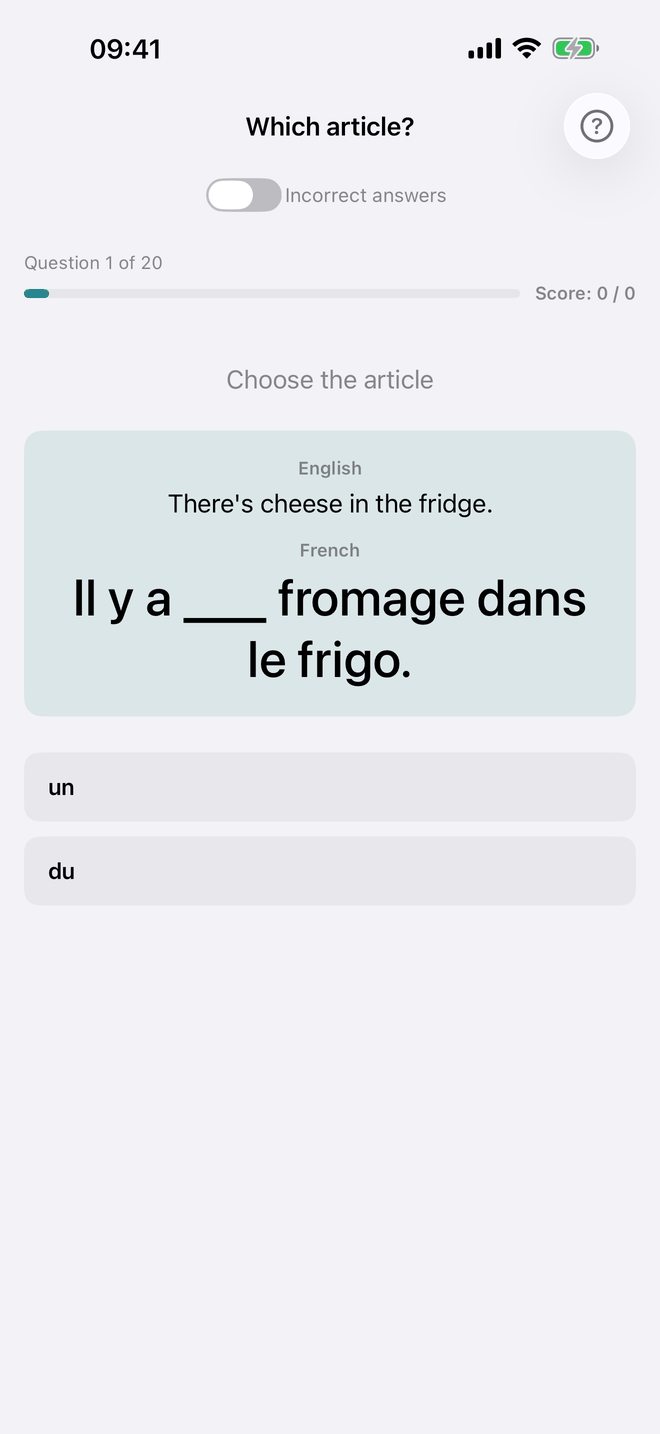 09:41
Which article?
Incorrect answers
Question 1 of 20
Score: 0 / 0
Choose the article
English
There's cheese in the fridge.
French
Il y a ____ fromage dans
le frigo.
un
du